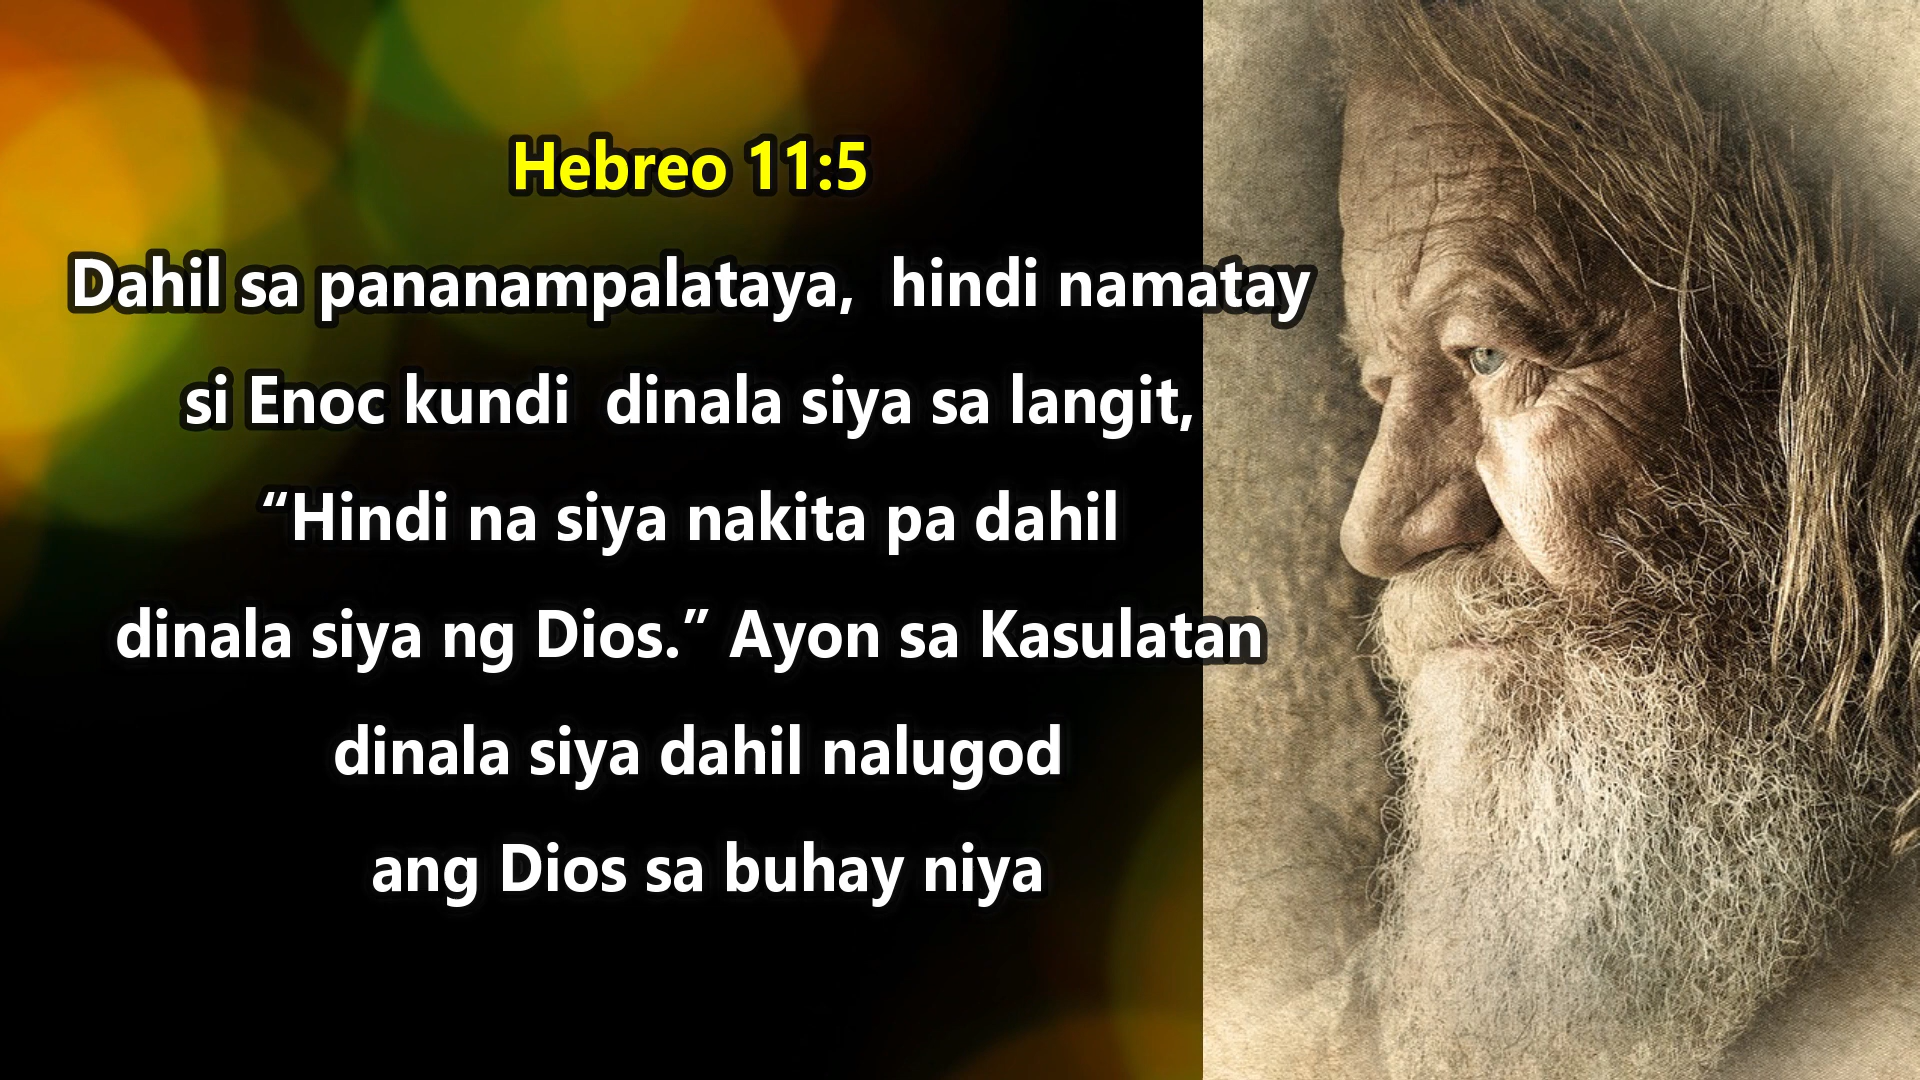 Hebreo 11:5
Dahil sa pananampalataya,  hindi namatay
si Enoc kundi  dinala siya sa langit,
“Hindi na siya nakita pa dahil
dinala siya ng Dios.” Ayon sa Kasulatan
dinala siya dahil nalugod
ang Dios sa buhay niya